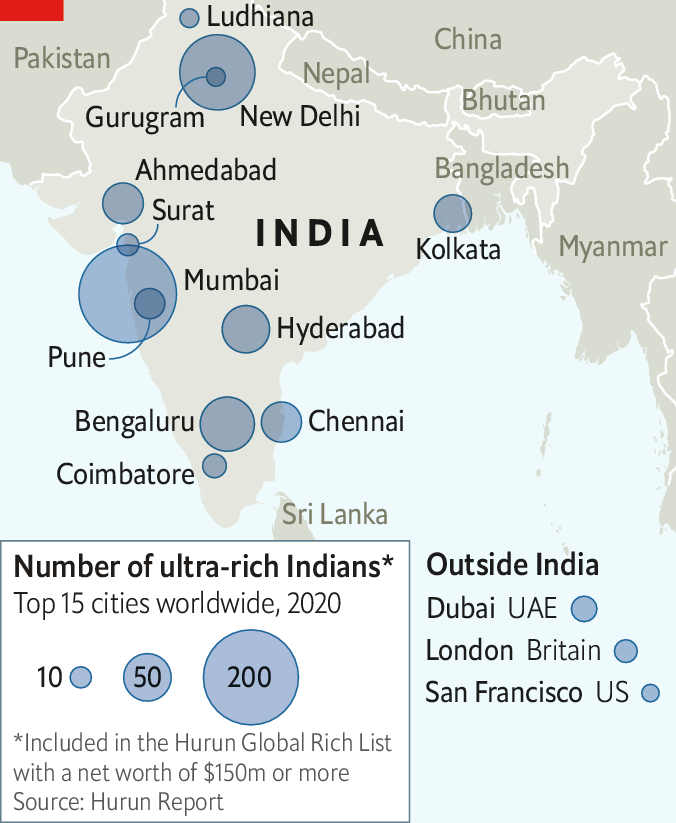 Ludhiana
China
Pakistan
Nepal
Bhutan
Gurugram
New Delhi
Ahmedabad
Bangladesh
Surat
INDIA
Kolkata
Myanmar
Mumbai
Hyderabad
Pune
Bengaluru
Chennai
Coimbatore
Sri Lanka
Number of ultra-rich Indians*
Top 15 cities worldwide, 2020
10
50
200
*Included in the Hurun Global Rich List
with a net worth of $150m or more
Source: Hurun Report
Outside India
Dubai UAE
London Britain
San Francisco US